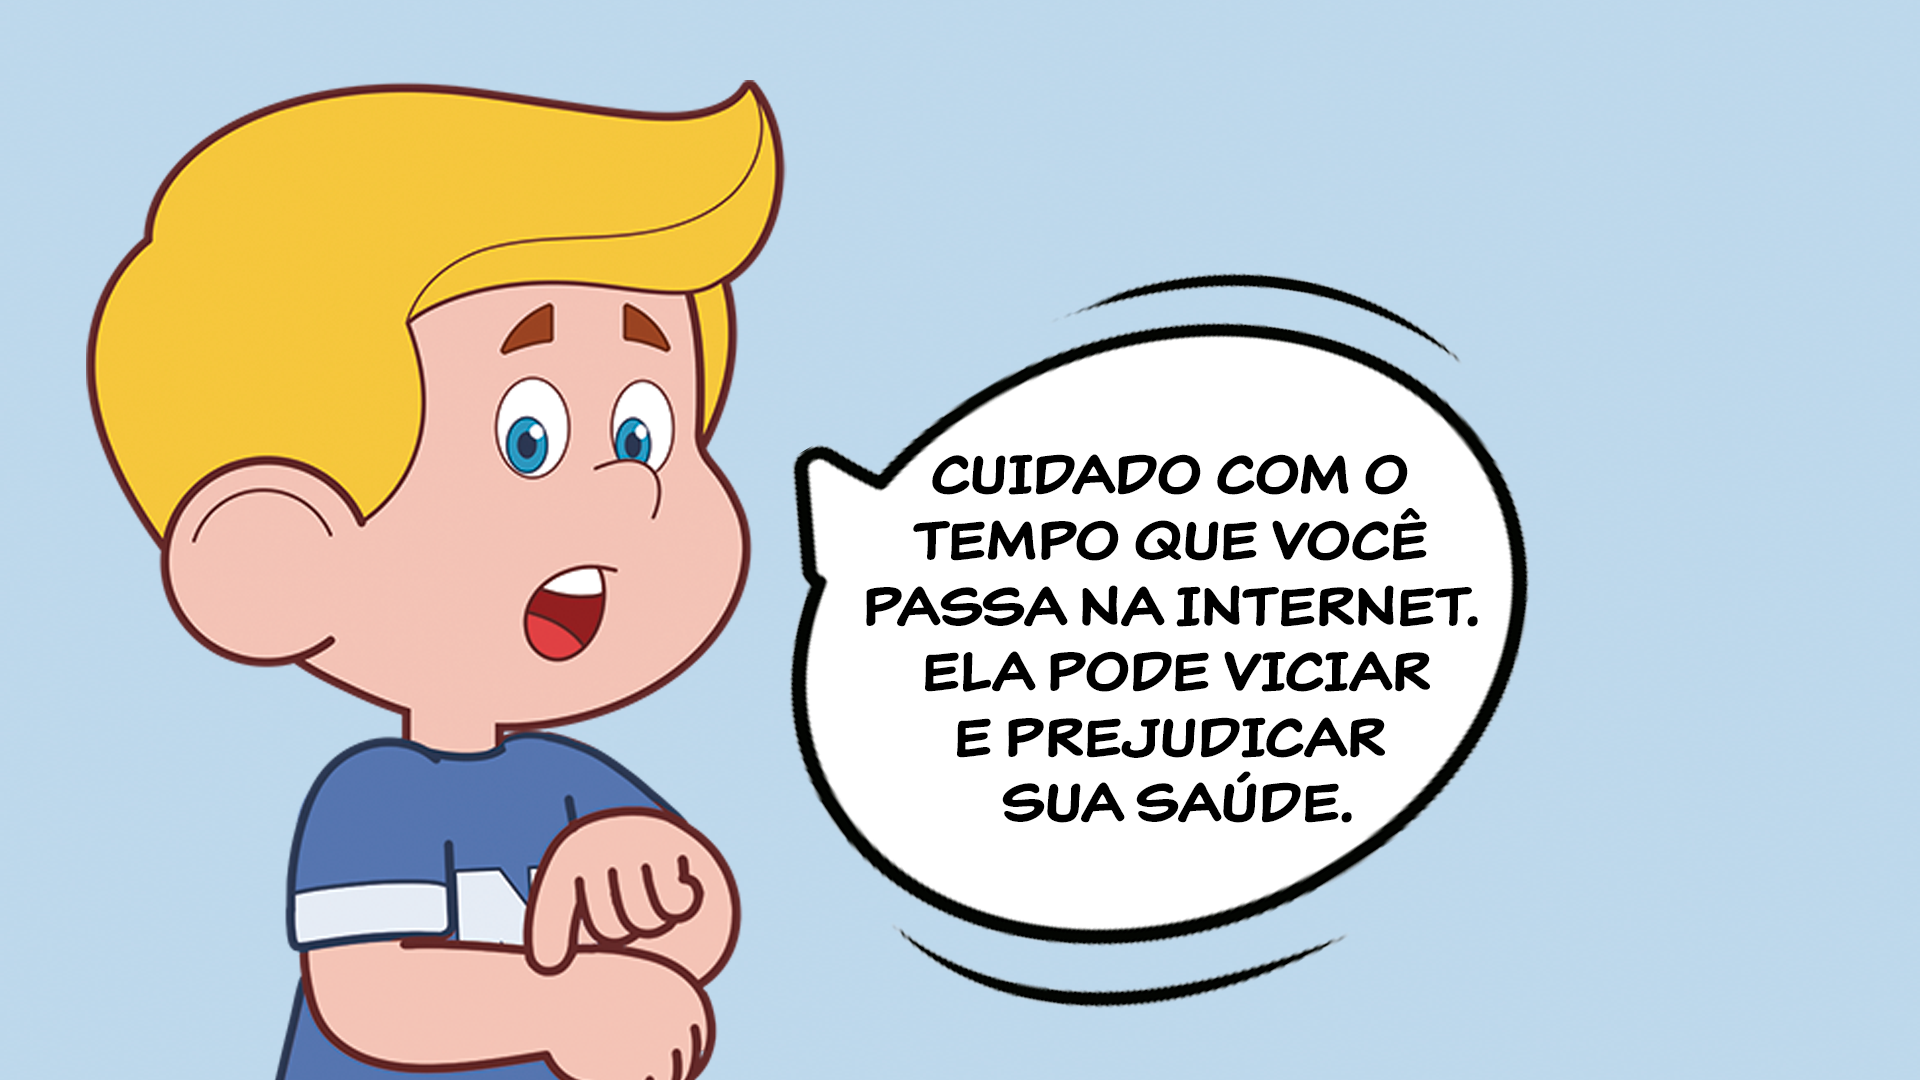 CUIDADO COM O
TEMPO QUE VOCÊ
PASSA NA INTERNET.
ELA PODE VICIAR
E PREJUDICAR
SUA SAÚDE.